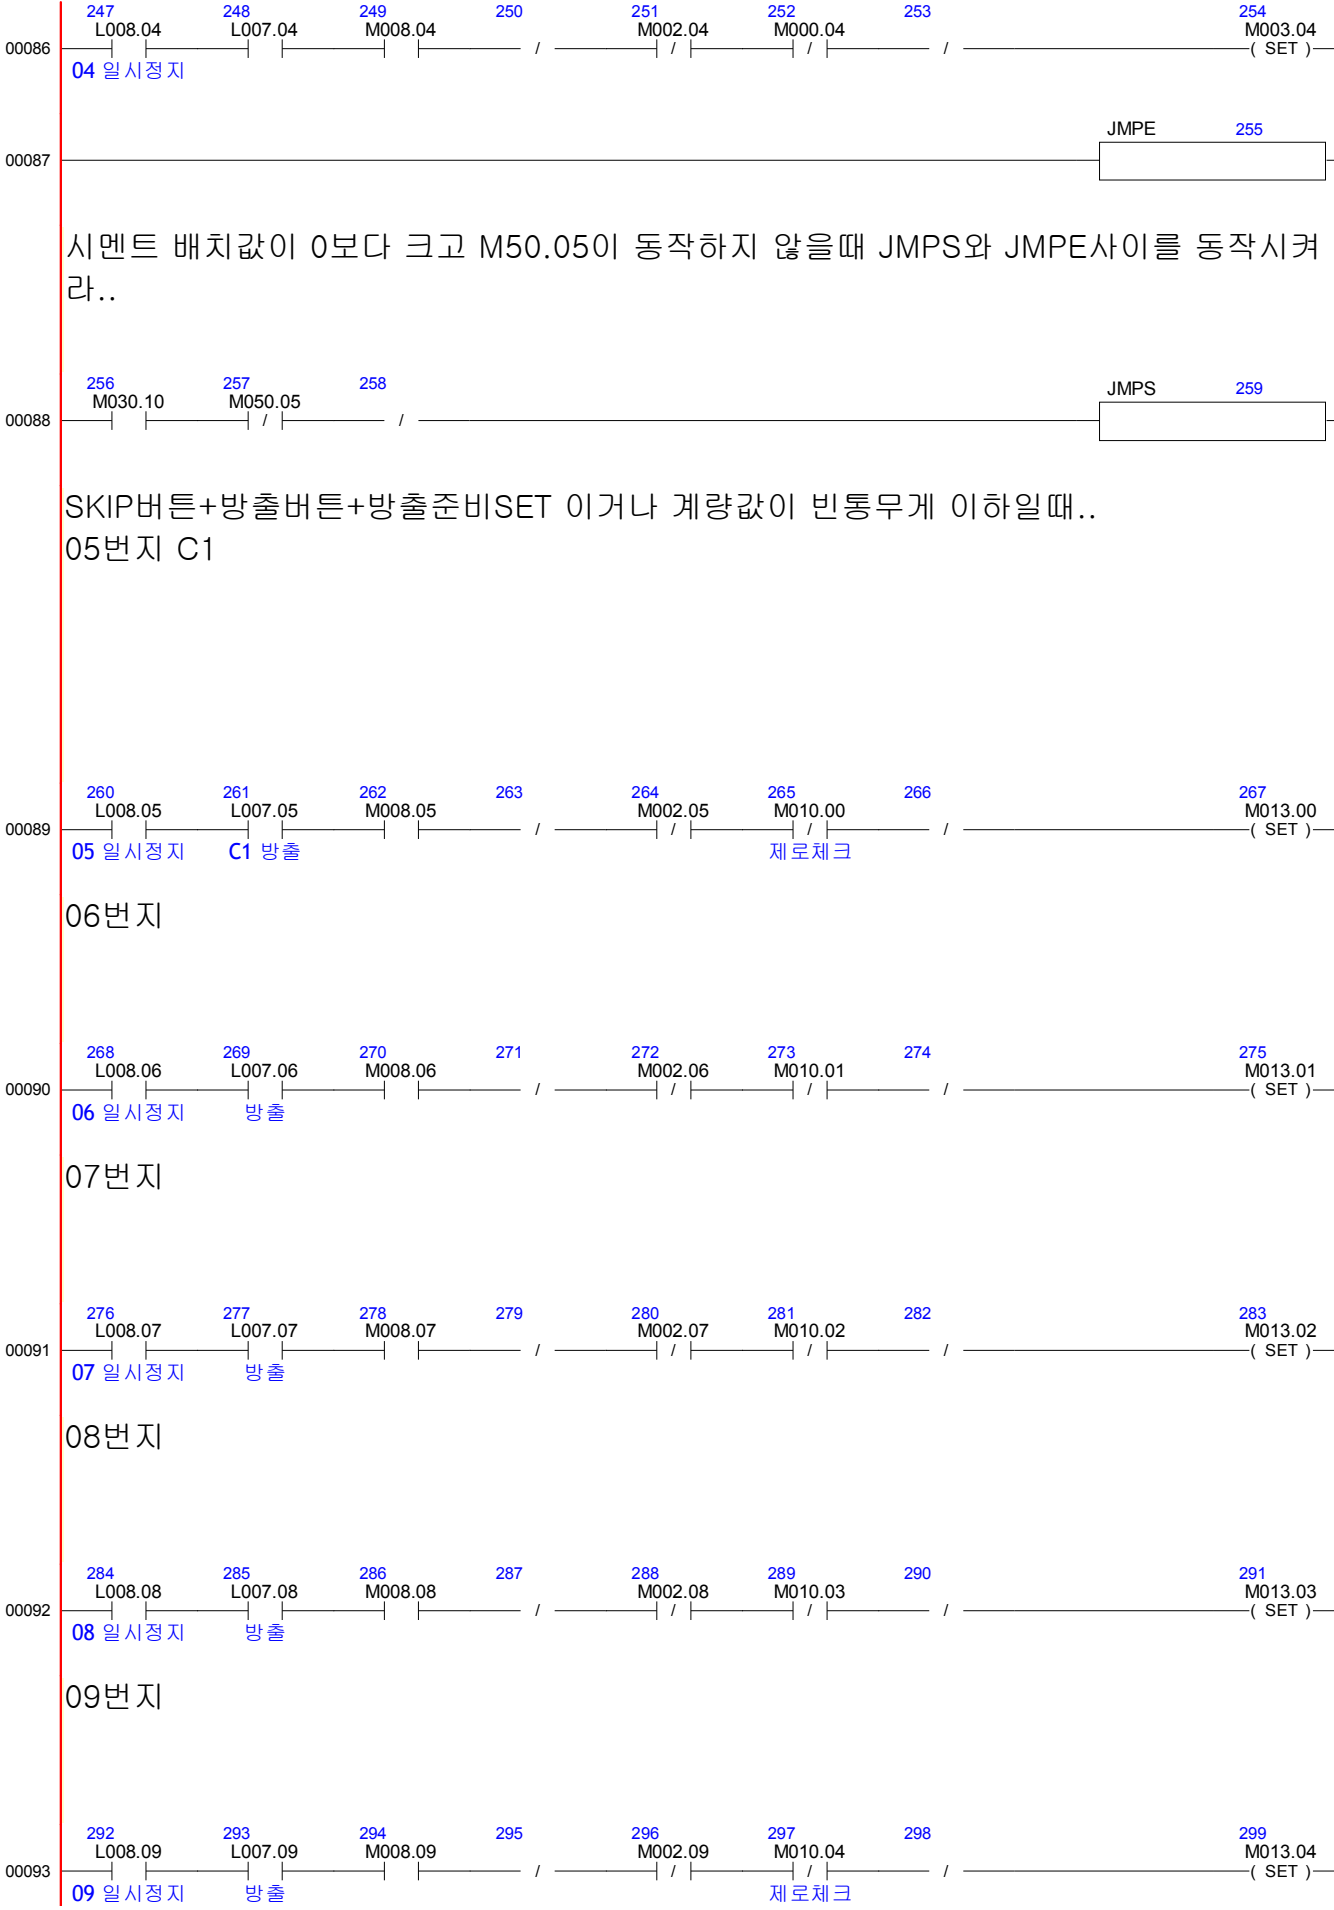 247 248 249 250 251 252 253 254
L008.04 L007.04 M008.04 M002.04 M000.04 M003.04
00086 / / / / ( SET )
04 일시정지
JMPE 255
00087
시멘트 배치값이 0보다 크고 M50.05이 동작하지 않을때 JMPS와 JMPE사이를 동작시켜
라..
256 257 258 JMPS 259
M030.10 M050.05
00088 / /
SKIP버튼+방출버튼+방출준비SET 이거나 계량값이 빈통무게 이하일때..
05번지 C1
260 261 262 263 264 265 266 267
L008.05 L007.05 M008.05 M002.05 M010.00 M013.00
00089 / / / / ( SET )
05 일시정지 C1 방출 제로체크
06번지
268 269 270 271 272 273 274 275
L008.06 L007.06 M008.06 M002.06 M010.01 M013.01
00090 / / / / ( SET )
06 일시정지 방출
07번지
276 277 278 279 280 281 282 283
L008.07 L007.07 M008.07 M002.07 M010.02 M013.02
00091 / / / / ( SET )
07 일시정지 방출
08번지
284 285 286 287 288 289 290 291
L008.08 L007.08 M008.08 M002.08 M010.03 M013.03
00092 / / / / ( SET )
08 일시정지 방출
09번지
292 293 294 295 296 297 298 299
L008.09 L007.09 M008.09 M002.09 M010.04 M013.04
00093 / / / / ( SET )
09 일시정지 방출 제로체크